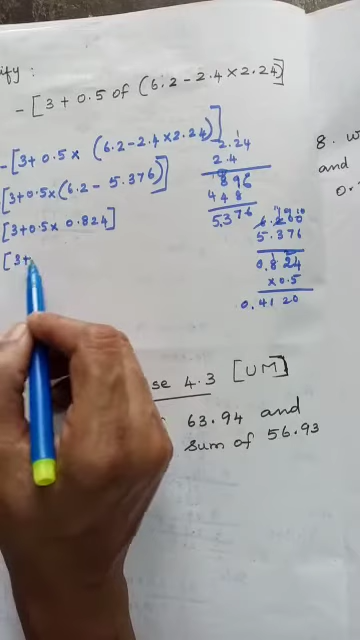 ify :
- [ 3 + 0.5 of ( 6.2 - 2.4 × 2.24 ) ]
- [ 3 + 0.5 × ( 6.2 - 2.4 × 2.24 ) ]
[ 3 + 0.5 × ( 6.2 - 5.376 ) ]
[ 3 + 0.5 × 0.824 ]
[ 3 +
2.24
2.4
896
448
5.376
5.376
0.824
× 0.5
0.4120
8. w
and
0.
se 4.3 [ UM ]
63.94 and
sum of 56.93